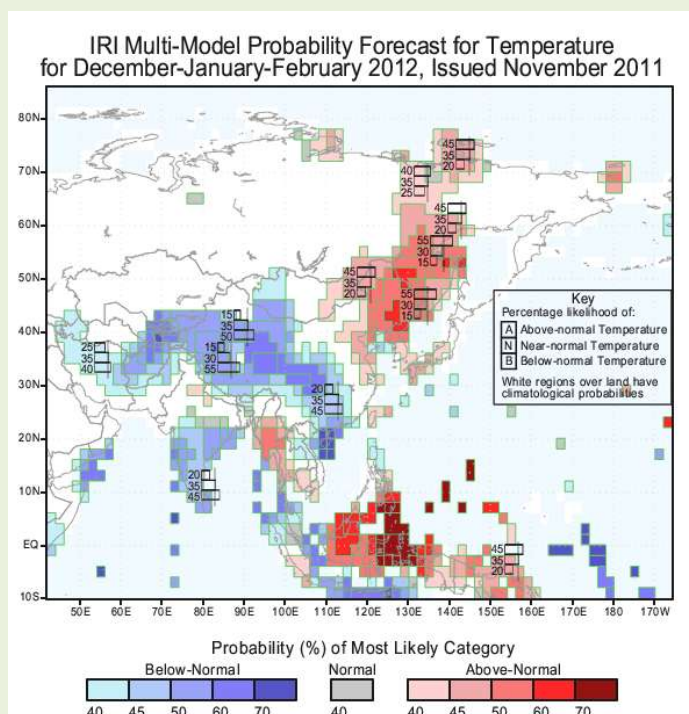 IRI Multi-Model Probability Forecast for Temperature
for December-January-February 2012, Issued November 2011
80N
70N
60N
50N
40N
30N
20N
10N
EQ
10S
45
35
20
40
35
25
45
35
20
55
30
15
45
35
20
55
30
15
15
35
50
25
35
40
15
30
55
20
35
45
20
35
45
45
35
20
Key
Percentage likelihood of:
A Above-normal Temperature
N Near-normal Temperature
B Below-normal Temperature
White regions over land have
climatological probabilities
50E 60E 70E 80E 90E 100E 110E 120E 130E 140E 150E 160E 170E 180 170W
Probability (%) of Most Likely Category
Below-Normal Normal Above-Normal
40 45 50 60 70 40 40 45 50 60 70